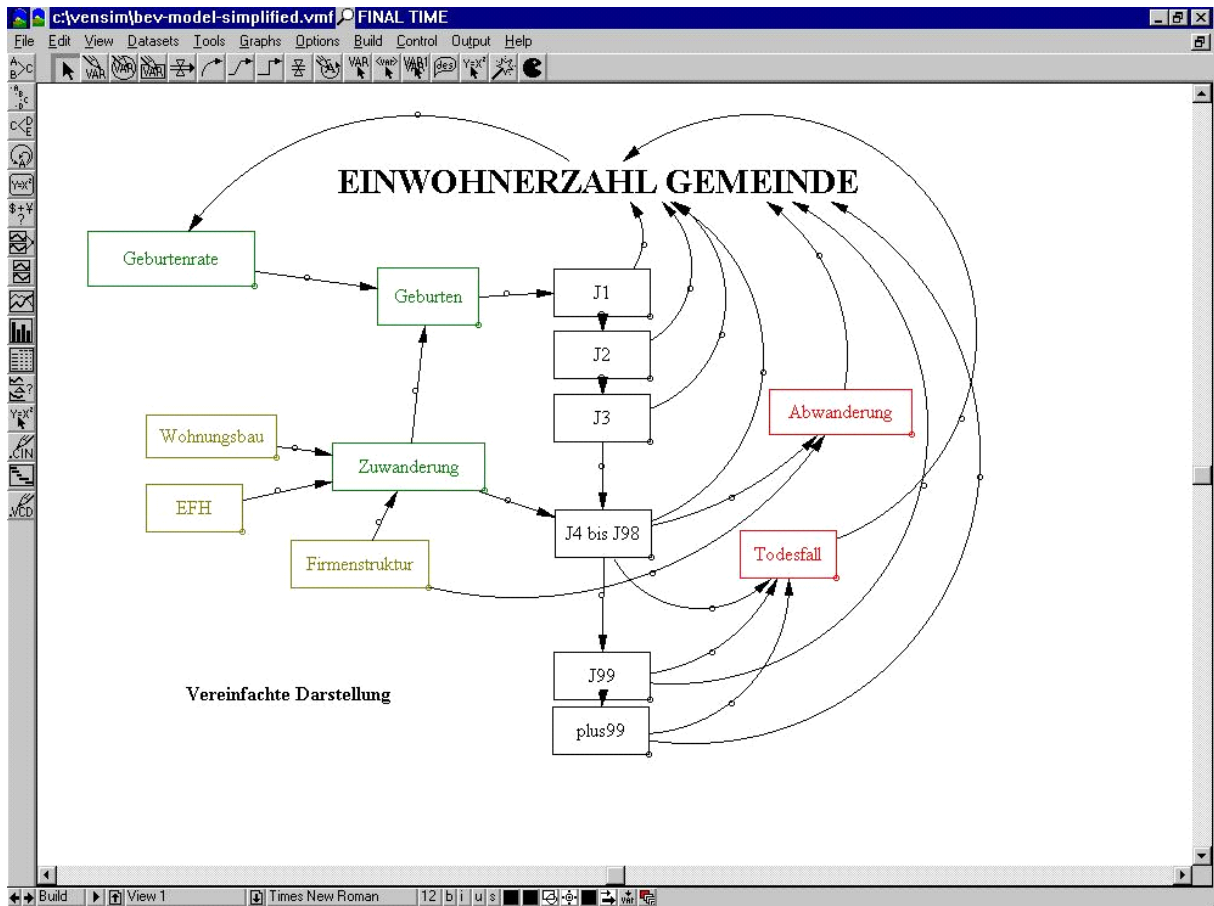 c:\vensim\bev-model-simplified.vmf FINAL TIME
File Edit View Datasets Tools Graphs Options Build Control Output Help
EINWOHNERZAHL GEMEINDE
Geburtenrate
Geburten
J1
J2
J3
Abwanderung
Wohnungsbau
Zuwanderung
EFH
J4 bis J98
Firmenstruktur
Todesfall
J99
Vereinfachte Darstellung
plus99
Build View 1 Times New Roman 12 b i u s